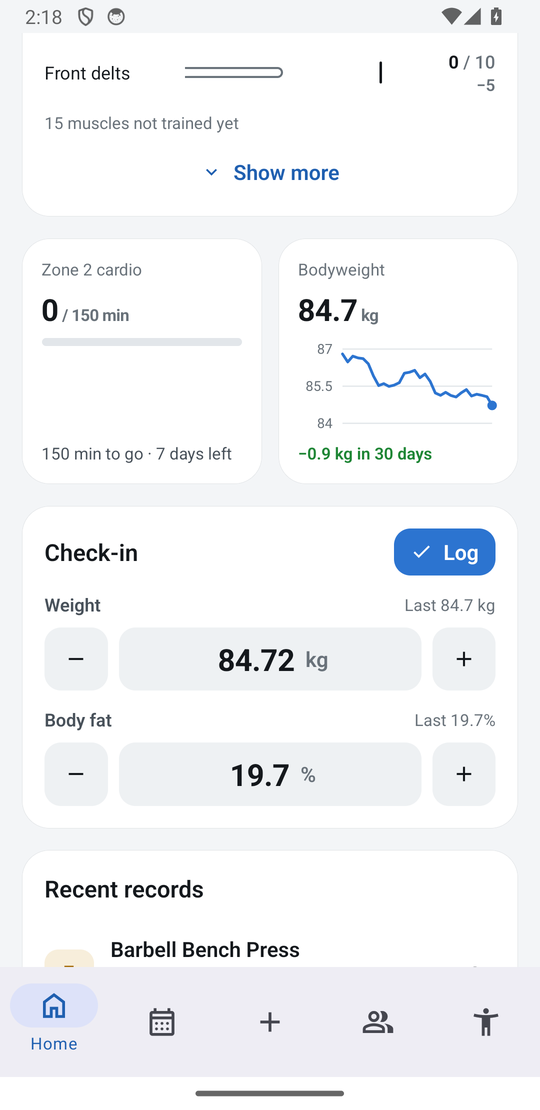 2:18
Front delts
0 / 10
−5
15 muscles not trained yet
Show more
Zone 2 cardio
0 / 150 min
150 min to go · 7 days left
Bodyweight
84.7 kg
87
85.5
84
−0.9 kg in 30 days
Check-in
Log
Weight
Last 84.7 kg
− 84.72 kg +
Body fat
Last 19.7%
− 19.7 % +
Recent records
Barbell Bench Press
Home